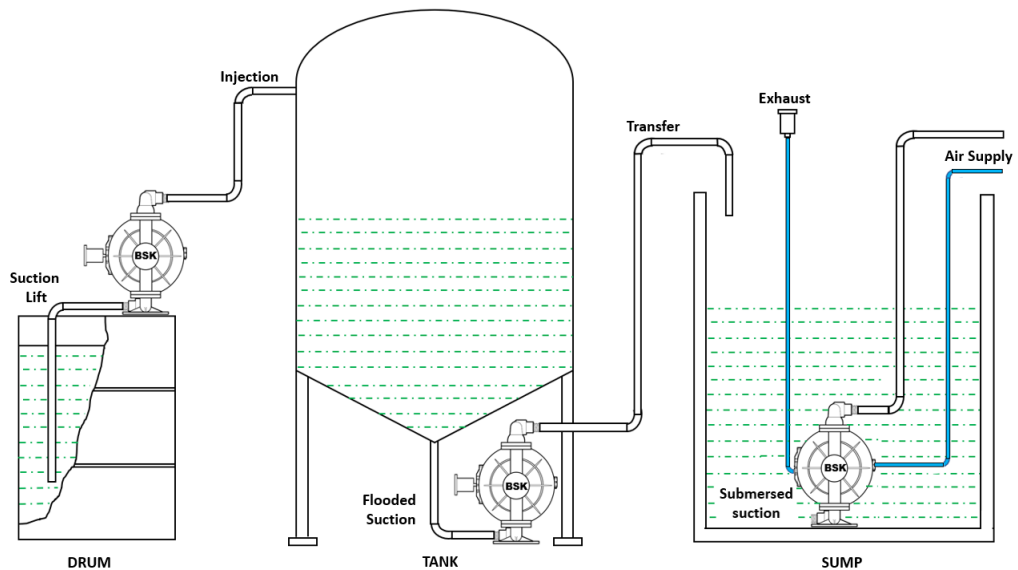 Injection
Exhaust
Transfer
Air Supply
BSK
Suction
Lift
BSK
BSK
Flooded
Suction
Submersed
suction
DRUM
TANK
SUMP